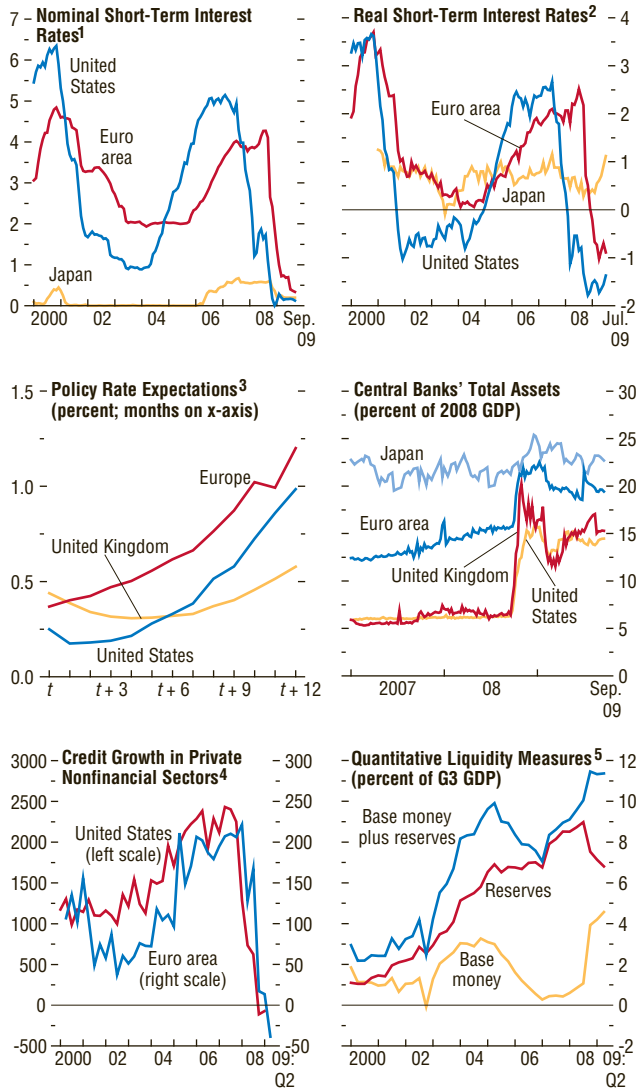 Nominal Short-Term Interest
Rates1
7
6
5
4
3
2
1
0
United
States
Euro
area
Japan
2000 02 04 06 08 Sep.
09
Real Short-Term Interest Rates2
4
3
2
1
0
-1
-2
Euro area
Japan
United States
2000 02 04 06 08 Jul.
09
Policy Rate Expectations3
(percent; months on x-axis)
1.5
1.0
0.5
0.0
Europe
United Kingdom
United States
t t + 3 t + 6 t + 9 t + 12
Central Banks' Total Assets
(percent of 2008 GDP)
30
25
20
15
10
5
0
Japan
Euro area
United Kingdom
United
States
2007 08 Sep.
09
Credit Growth in Private
Nonfinancial Sectors4
3000
2500
2000
1500
1000
500
0
-500
300
250
200
150
100
50
0
-50
United States
(left scale)
Euro area
(right scale)
2000 02 04 06 08 09:
Q2
Quantitative Liquidity Measures5
(percent of G3 GDP)
12
10
8
6
4
2
0
-2
Base money
plus reserves
Reserves
Base
money
2000 02 04 06 08 09:
Q2